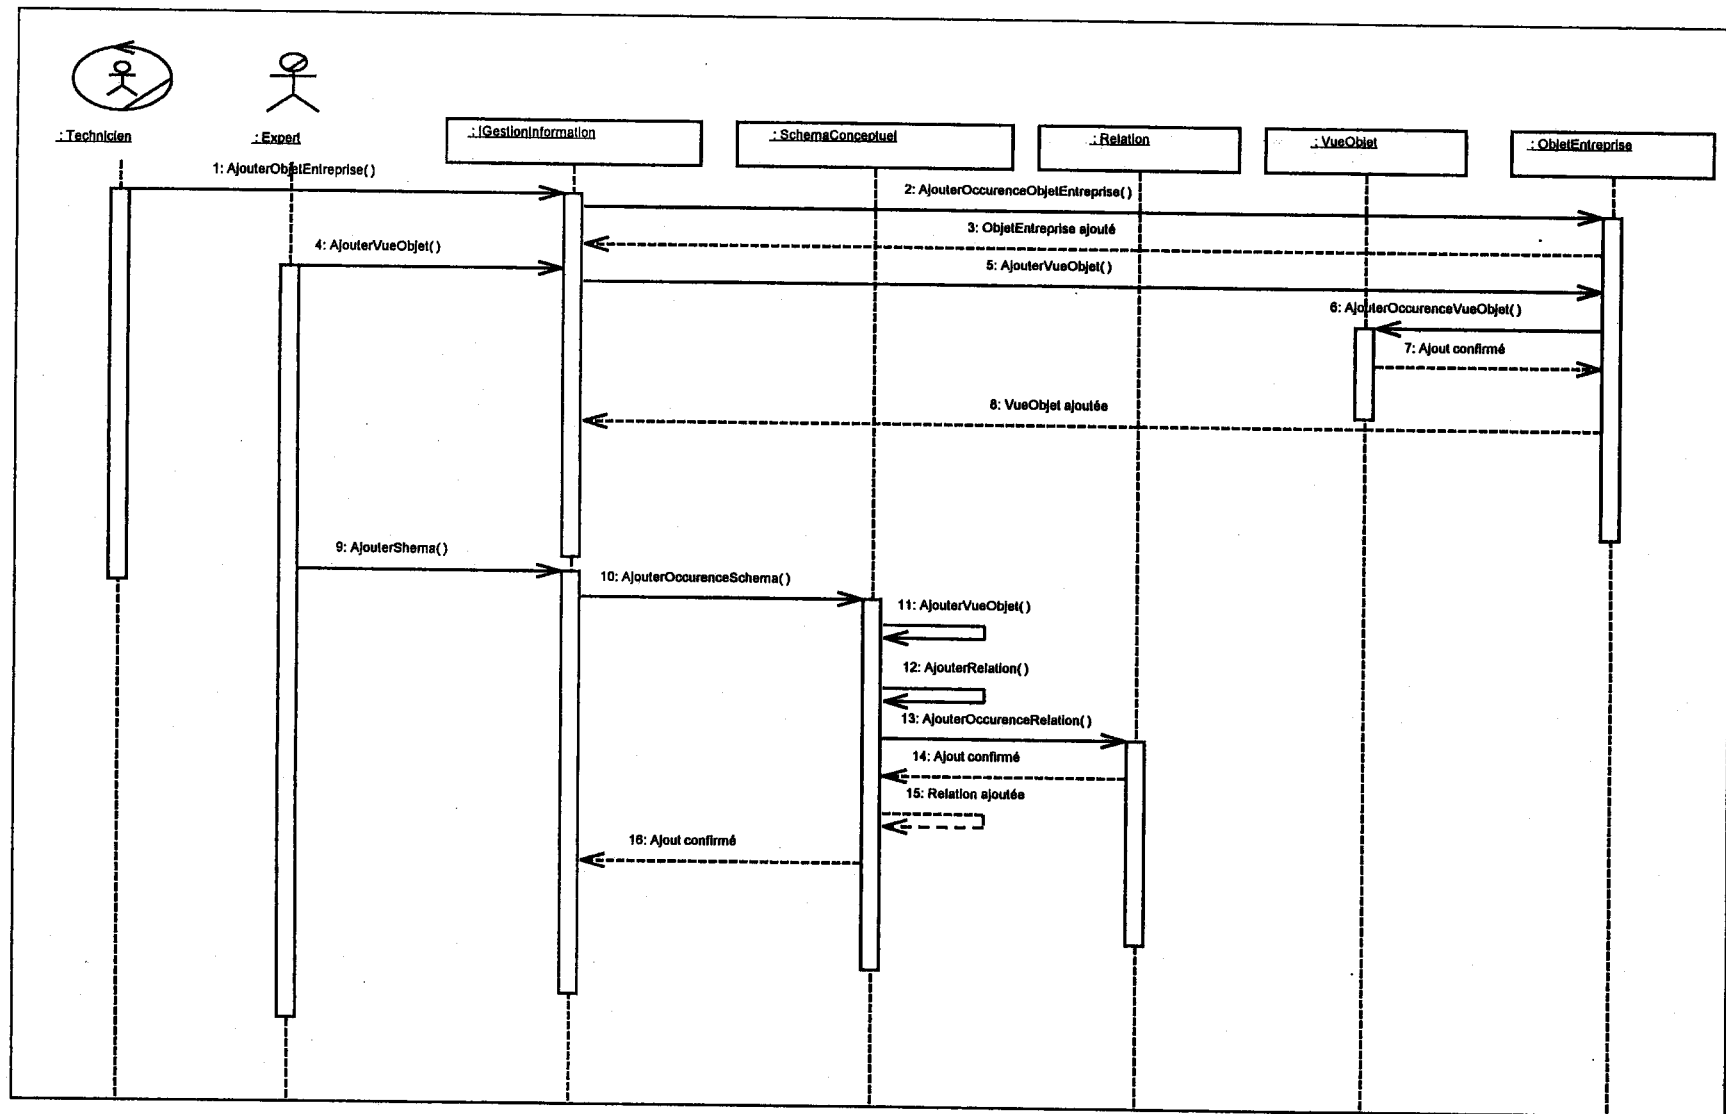 : Technicien
: Expert
: IGestionInformation
: SchemaConceptuel
: Relation
: VueObjet
: ObjetEntreprise
1: AjouterObjetEntreprise( )
2: AjouterOccurenceObjetEntreprise( )
3: ObjetEntreprise ajouté
4: AjouterVueObjet( )
5: AjouterVueObjet( )
6: AjouterOccurenceVueObjet( )
7: Ajout confirmé
8: VueObjet ajoutée
9: AjouterShema( )
10: AjouterOccurenceSchema( )
11: AjouterVueObjet( )
12: AjouterRelation( )
13: AjouterOccurenceRelation( )
14: Ajout confirmé
15: Relation ajoutée
16: Ajout confirmé